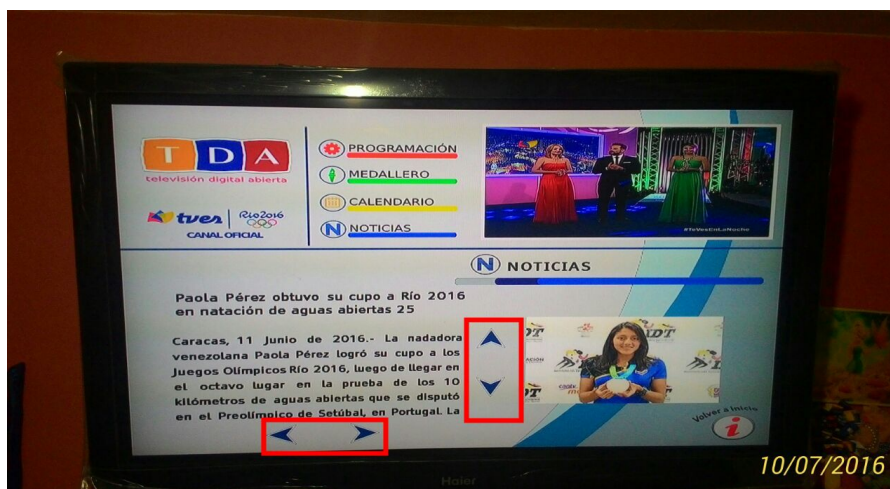 TDA
televisión digital abierta
tves
Rio2016
CANAL OFICIAL
PROGRAMACIÓN
MEDALLERO
CALENDARIO
N NOTICIAS
#TeVesEnLaNoche
N NOTICIAS
Paola Pérez obtuvo su cupo a Río 2016
en natación de aguas abiertas 25
Caracas, 11 Junio de 2016.- La nadadora
venezolana Paola Pérez logró su cupo a los
Juegos Olímpicos Río 2016, luego de llegar en
el octavo lugar en la prueba de los 10
kilómetros de aguas abiertas que se disputó
en el Preolímpico de Setúbal, en Portugal. La
IDT
Volver a Inicio
i
Haier
10/07/2016